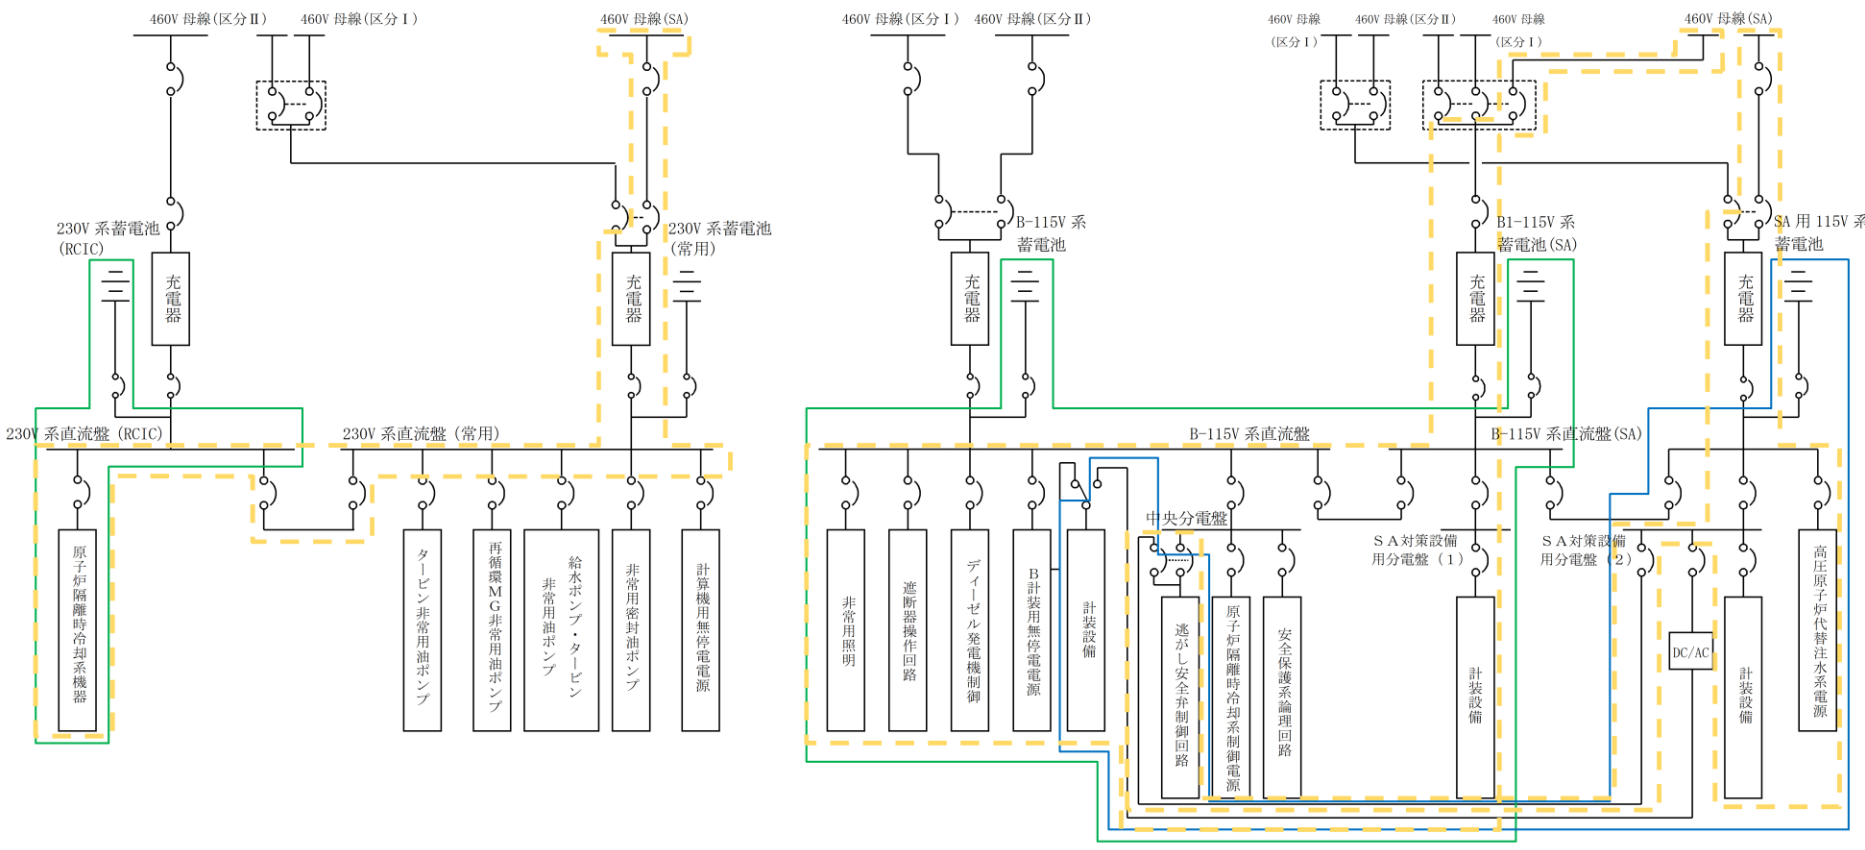 460V 母線(区分Ⅱ)
460V 母線(区分Ⅰ)
460V 母線(SA)
460V 母線(区分Ⅰ)
460V 母線(区分Ⅱ)
460V 母線
(区分Ⅰ)
460V 母線(区分Ⅱ)
460V 母線
(区分Ⅰ)
460V 母線(SA)
230V 系蓄電池
(RCIC)
充電器
230V 系蓄電池
(常用)
充電器
B-115V 系
蓄電池
充電器
B1-115V 系
蓄電池(SA)
充電器
SA 用 115V 系
蓄電池
充電器
230V 系直流盤(RCIC)
230V 系直流盤(常用)
B-115V 系直流盤
B-115V 系直流盤(SA)
中央分電盤
SA対策設備
用分電盤(1)
SA対策設備
用分電盤(2)
原子炉隔離時冷却系機器
タービン非常用油ポンプ
再循環MG非常用油ポンプ
給水ポンプ・タービン
非常用油ポンプ
非常用密封油ポンプ
計算機用無停電電源
非常用照明
遮断器操作回路
ディーゼル発電機制御
B計装用無停電電源
計装設備
逃がし安全弁制御回路
原子炉隔離時冷却系制御電源
安全保護系論理回路
計装設備
DC/AC
計装設備
高圧原子炉代替注水系電源